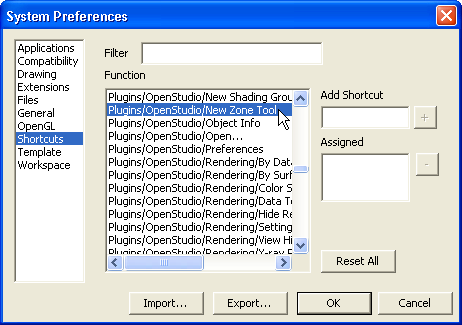 System Preferences
Applications
Compatibility
Drawing
Extensions
Files
General
OpenGL
Shortcuts
Template
Workspace
Filter
Function
Plugins/OpenStudio/New Shading Grou
Plugins/OpenStudio/New Zone Tool
Plugins/OpenStudio/Object Info
Plugins/OpenStudio/Open...
Plugins/OpenStudio/Preferences
Plugins/OpenStudio/Rendering/By Data
Plugins/OpenStudio/Rendering/By Surf
Plugins/OpenStudio/Rendering/Color S
Plugins/OpenStudio/Rendering/Data T
Plugins/OpenStudio/Rendering/Hide Re
Plugins/OpenStudio/Rendering/Setting
Plugins/OpenStudio/Rendering/View Hi
Plugins/OpenStudio/Rendering/X-ray
Add Shortcut
+
Assigned
-
Reset All
Import...
Export...
OK
Cancel